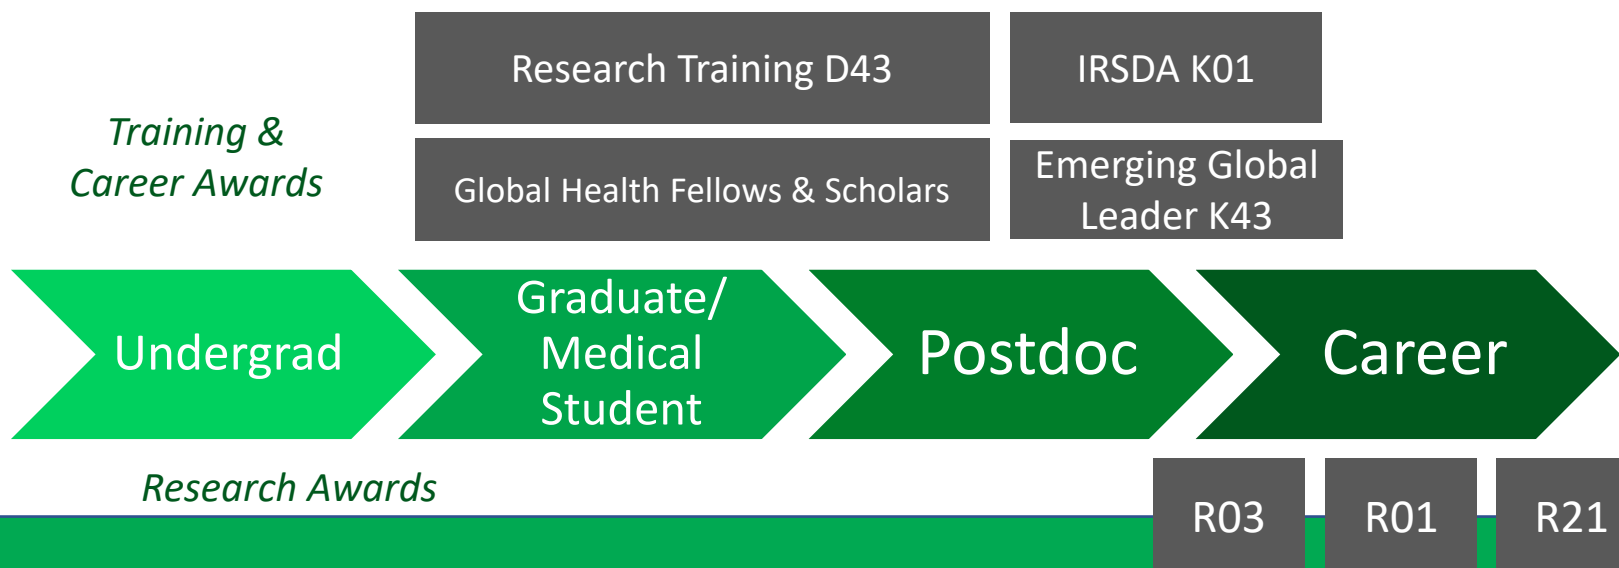 Research Training D43
IRSDA K01
Training &
Career Awards
Global Health Fellows & Scholars
Emerging Global
Leader K43
Undergrad
Graduate/
Medical
Student
Postdoc
Career
Research Awards
R03
R01
R21